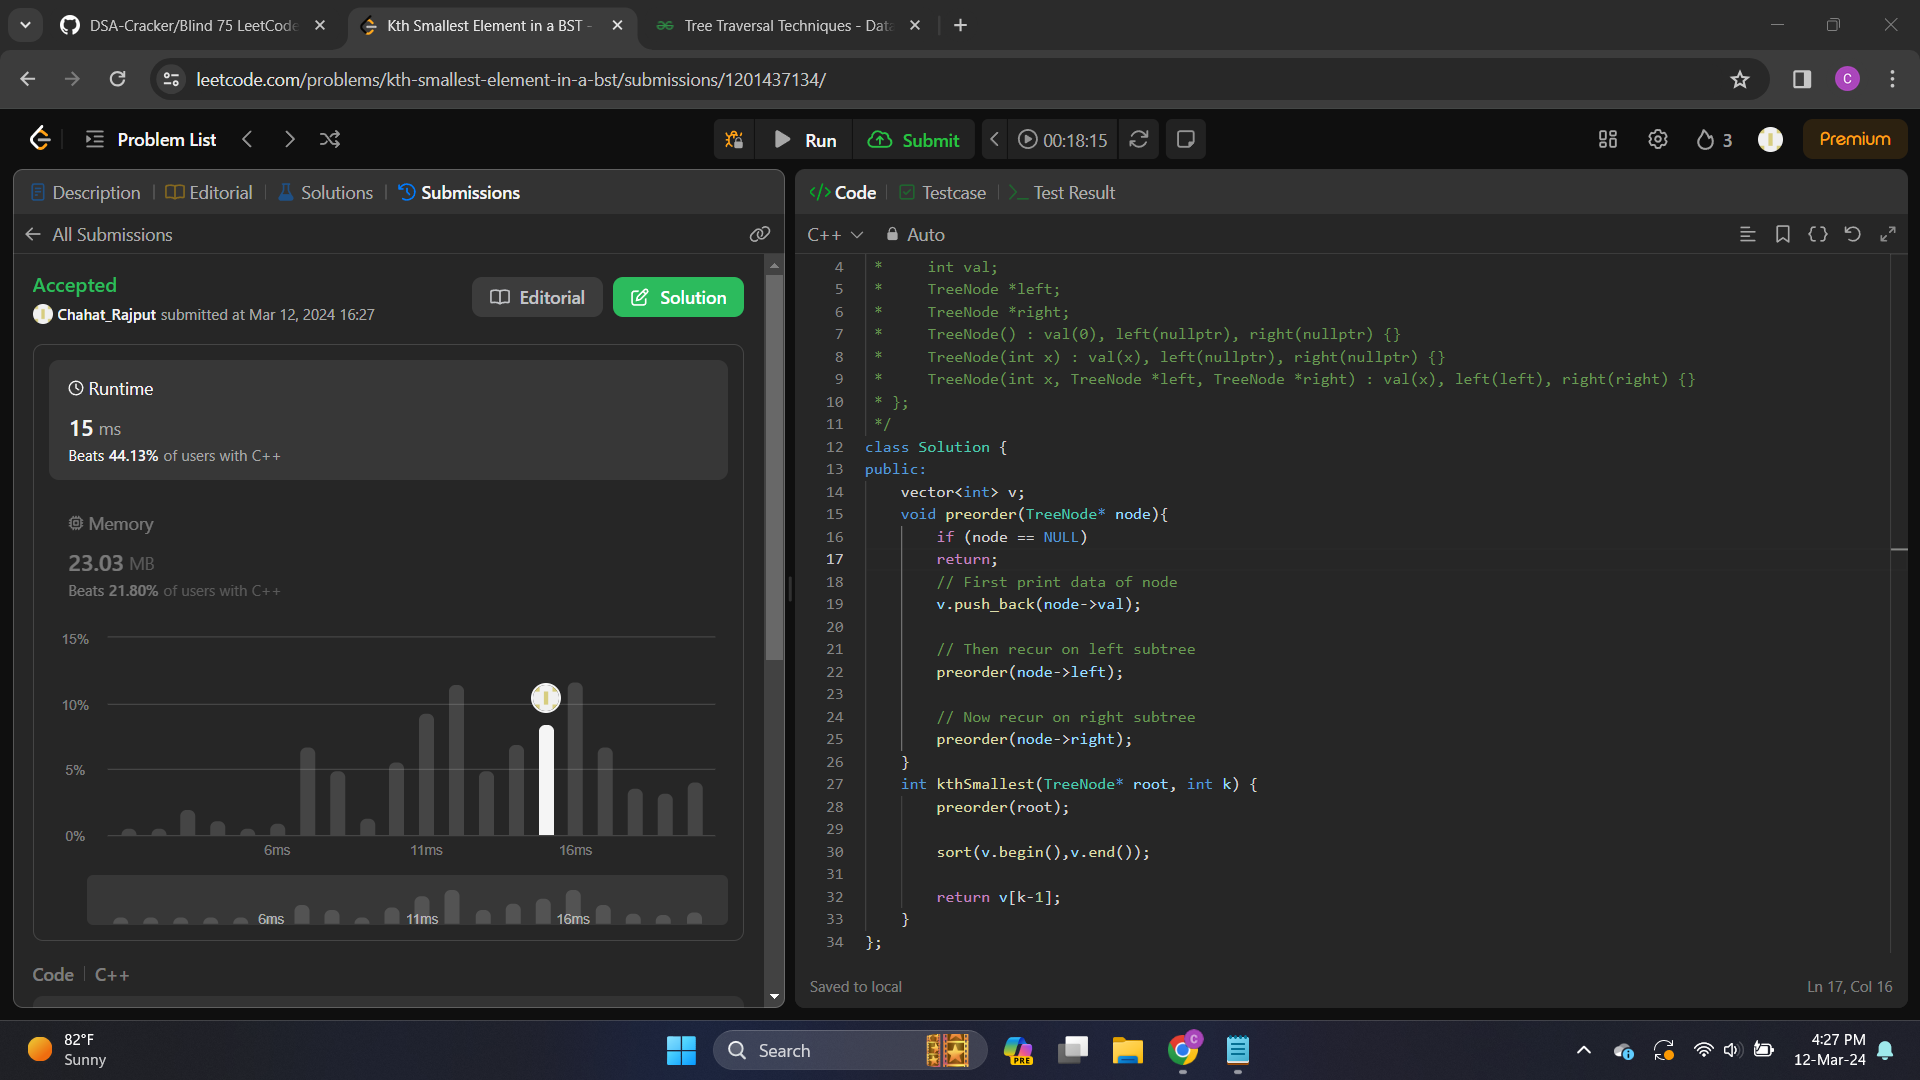 DSA-Cracker/Blind 75 LeetCode
Kth Smallest Element in a BST -
Tree Traversal Techniques - Data
leetcode.com/problems/kth-smallest-element-in-a-bst/submissions/1201437134/
C
Problem List
Run
Submit
00:18:15
3
Premium
Description
Editorial
Solutions
Submissions
All Submissions
Accepted
Chahat_Rajput submitted at Mar 12, 2024 16:27
Editorial
Solution
Runtime
15 ms
Beats 44.13% of users with C++
Memory
23.03 MB
Beats 21.80% of users with C++
15%
10%
5%
0%
6ms 11ms 16ms
6ms 11ms 16ms
Code C++
Code
Testcase
Test Result
C++
Auto
4 *     int val;
5 *     TreeNode *left;
6 *     TreeNode *right;
7 *     TreeNode() : val(0), left(nullptr), right(nullptr) {}
8 *     TreeNode(int x) : val(x), left(nullptr), right(nullptr) {}
9 *     TreeNode(int x, TreeNode *left, TreeNode *right) : val(x), left(left), right(right) {}
10 * };
11 */
12 class Solution {
13 public:
14     vector<int> v;
15     void preorder(TreeNode* node){
16         if (node == NULL)
17         return;
18         // First print data of node
19         v.push_back(node->val);
20
21         // Then recur on left subtree
22         preorder(node->left);
23
24         // Now recur on right subtree
25         preorder(node->right);
26     }
27     int kthSmallest(TreeNode* root, int k) {
28         preorder(root);
29
30         sort(v.begin(),v.end());
31
32         return v[k-1];
33     }
34 };
Saved to local
Ln 17, Col 16
82°F
Sunny
Search
PRE
C
4:27 PM
12-Mar-24